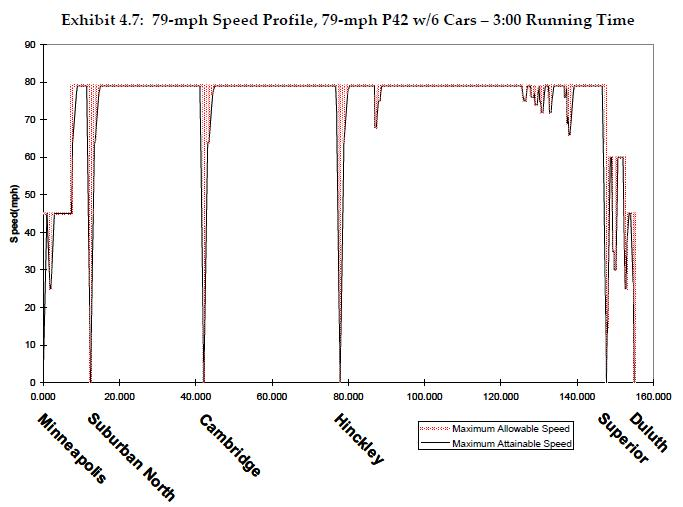 Exhibit 4.7: 79-mph Speed Profile, 79-mph P42 w/6 Cars – 3:00 Running Time
90
80
70
60
50
40
30
20
10
0
Speed(mph)
0.000 20.000 40.000 60.000 80.000 100.000 120.000 140.000 160.000
Minneapolis
Suburban North
Cambridge
Hinckley
Superior
Duluth
Maximum Allowable Speed
Maximum Attainable Speed